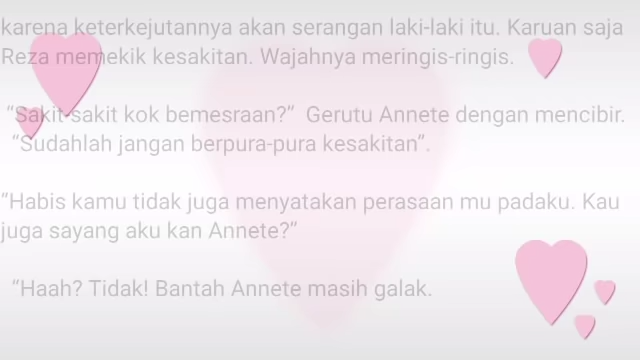 karena keterkejutannya akan serangan laki-laki itu. Karuan saja
Reza memekik kesakitan. Wajahnya meringis-ringis.
“Sakit-sakit kok bemesraan?” Gerutu Annete dengan mencibir.
“Sudahlah jangan berpura-pura kesakitan”.
“Habis kamu tidak juga menyatakan perasaan mu padaku. Kau
juga sayang aku kan Annete?”
“Haah? Tidak! Bantah Annete masih galak.